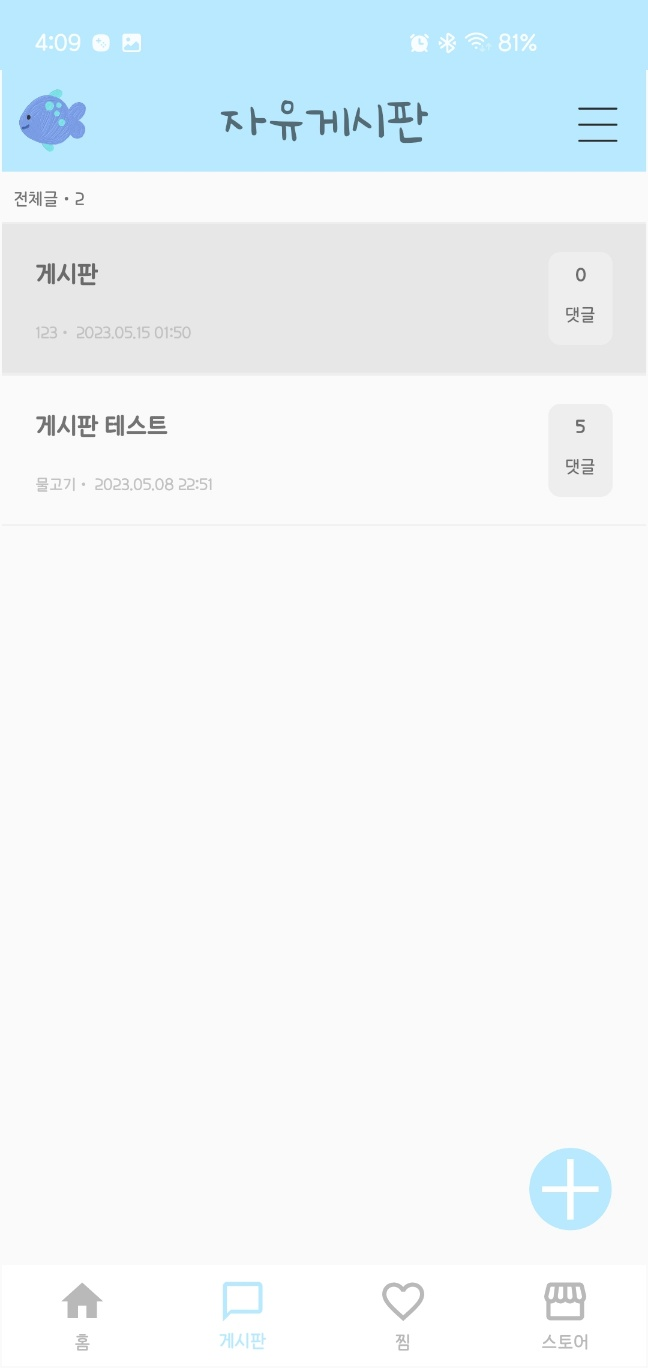 4:09 81%
자유게시판
전체글 • 2
게시판
0
댓글
123 • 2023.05.15 01:50
게시판 테스트
5
댓글
물고기 • 2023.05.08 22:51
홈 게시판 찜 스토어